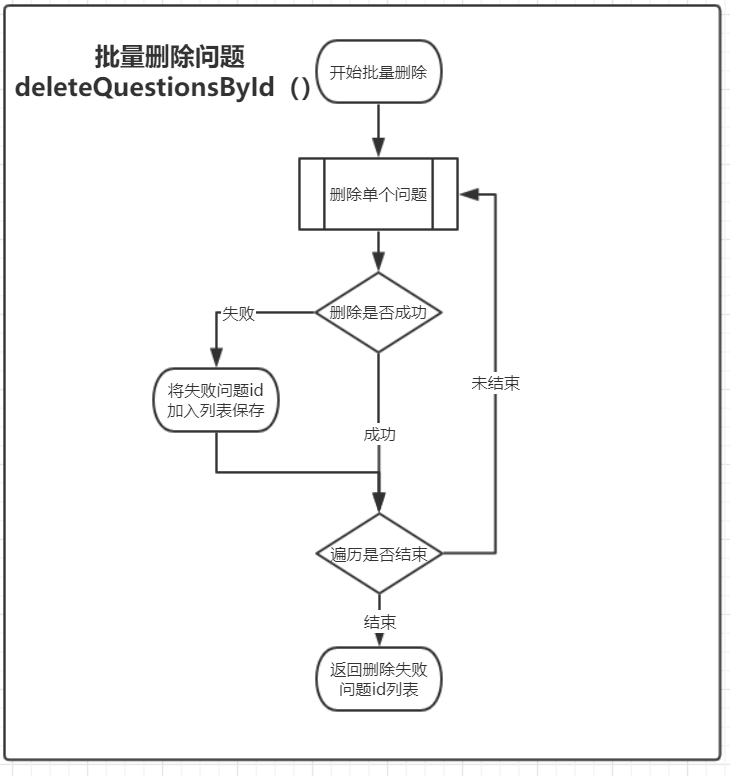 批量删除问题
deleteQuestionsById（）
开始批量删除
删除单个问题
删除是否成功
失败
将失败问题id
加入列表保存
未结束
成功
遍历是否结束
结束
返回删除失败
问题id列表